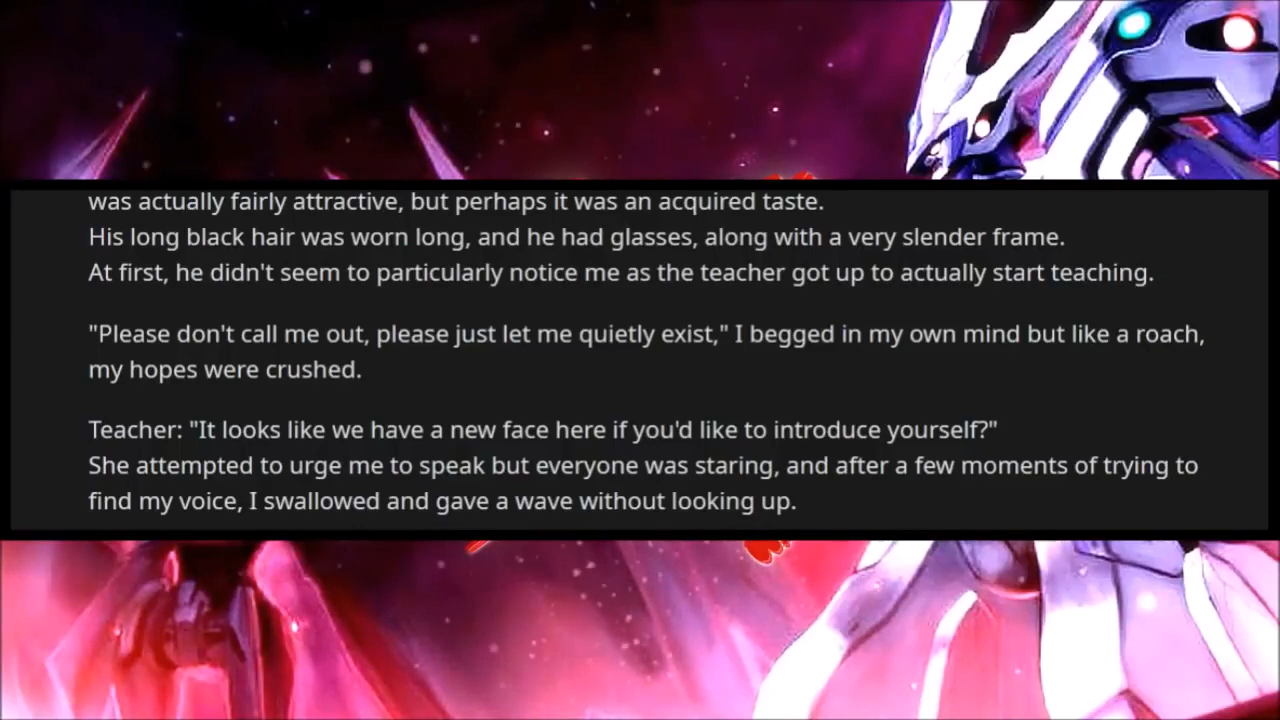 was actually fairly attractive, but perhaps it was an acquired taste.
His long black hair was worn long, and he had glasses, along with a very slender frame.
At first, he didn't seem to particularly notice me as the teacher got up to actually start teaching.
"Please don't call me out, please just let me quietly exist," I begged in my own mind but like a roach,
my hopes were crushed.
Teacher: "It looks like we have a new face here if you'd like to introduce yourself?"
She attempted to urge me to speak but everyone was staring, and after a few moments of trying to
find my voice, I swallowed and gave a wave without looking up.